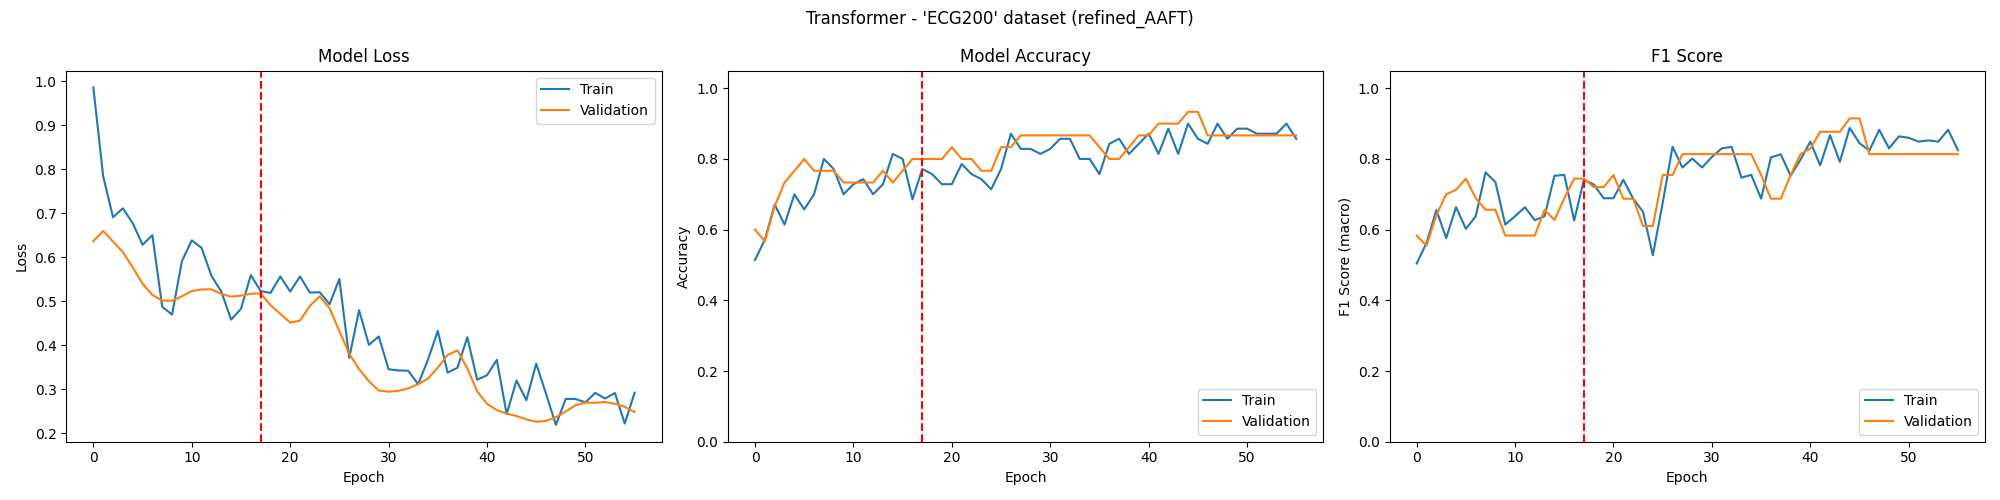 Transformer - 'ECG200' dataset (refined_AAFT)
Model Loss
1.0
0.9
0.8
0.7
0.6
0.5
0.4
0.3
0.2
Loss
0 10 20 30 40 50
Epoch
Train
Validation
Model Accuracy
1.0
0.8
0.6
0.4
0.2
0.0
Accuracy
0 10 20 30 40 50
Epoch
Train
Validation
F1 Score
1.0
0.8
0.6
0.4
0.2
0.0
F1 Score (macro)
0 10 20 30 40 50
Epoch
Train
Validation